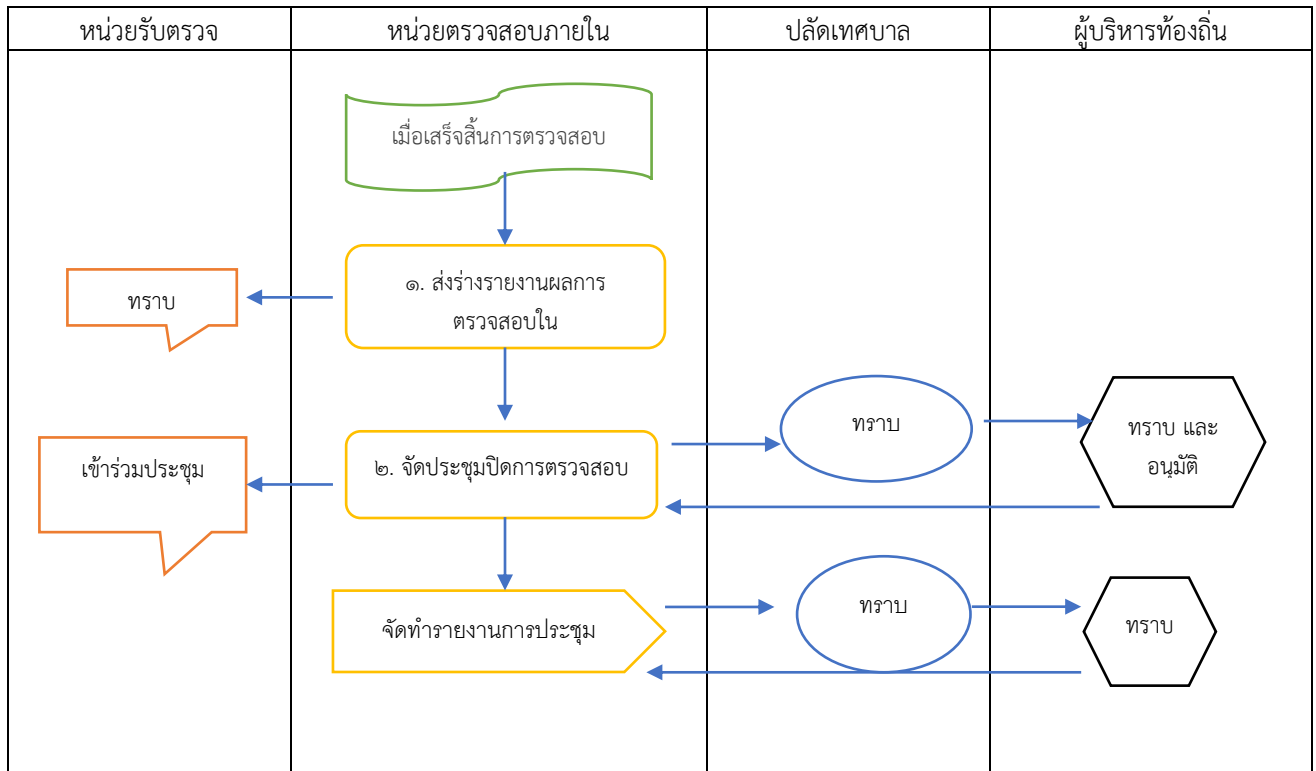 หน่วยรับตรวจ
หน่วยตรวจสอบภายใน
ปลัดเทศบาล
ผู้บริหารท้องถิ่น
เมื่อเสร็จสิ้นการตรวจสอบ
๑. ส่งร่างรายงานผลการ
ตรวจสอบใน
ทราบ
๒. จัดประชุมปิดการตรวจสอบ
เข้าร่วมประชุม
ทราบ
ทราบ และ
อนุมัติ
จัดทำรายงานการประชุม
ทราบ
ทราบ